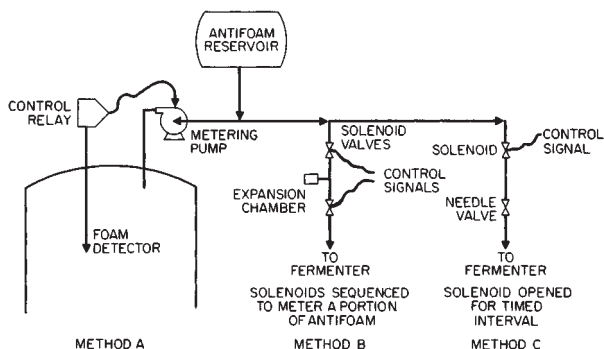 ANTIFOAM
RESERVOIR
CONTROL
RELAY
METERING
PUMP
SOLENOID
VALVES
CONTROL
SIGNALS
EXPANSION
CHAMBER
SOLENOID
CONTROL
SIGNAL
NEEDLE
VALVE
FOAM
DETECTOR
TO
FERMENTER
TO
FERMENTER
SOLENOIDS SEQUENCED
TO METER A PORTION
OF ANTIFOAM
SOLENOID OPENED
FOR TIMED
INTERVAL
METHOD A
METHOD B
METHOD C